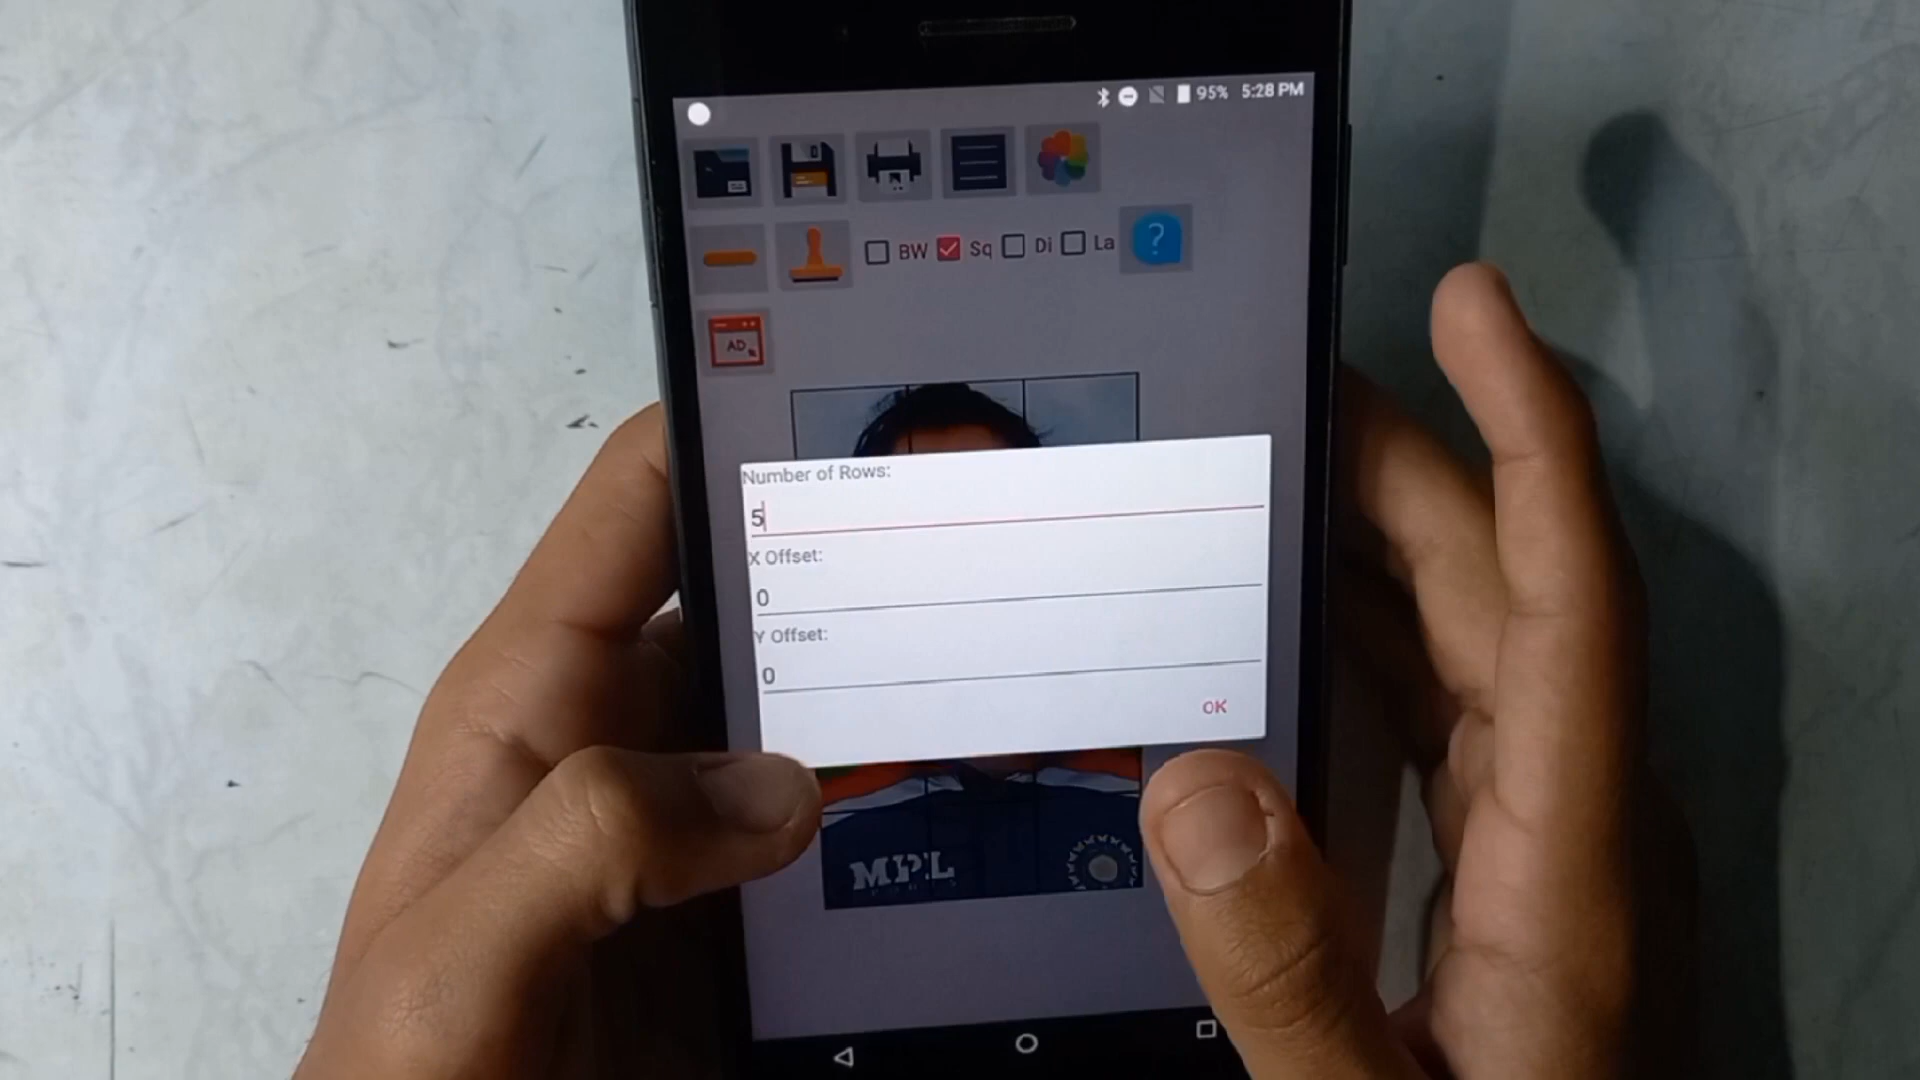 95% 5:28 PM
BW Sq Di La ?
AD
Number of Rows:
5
X Offset:
0
Y Offset:
0
OK
MPL